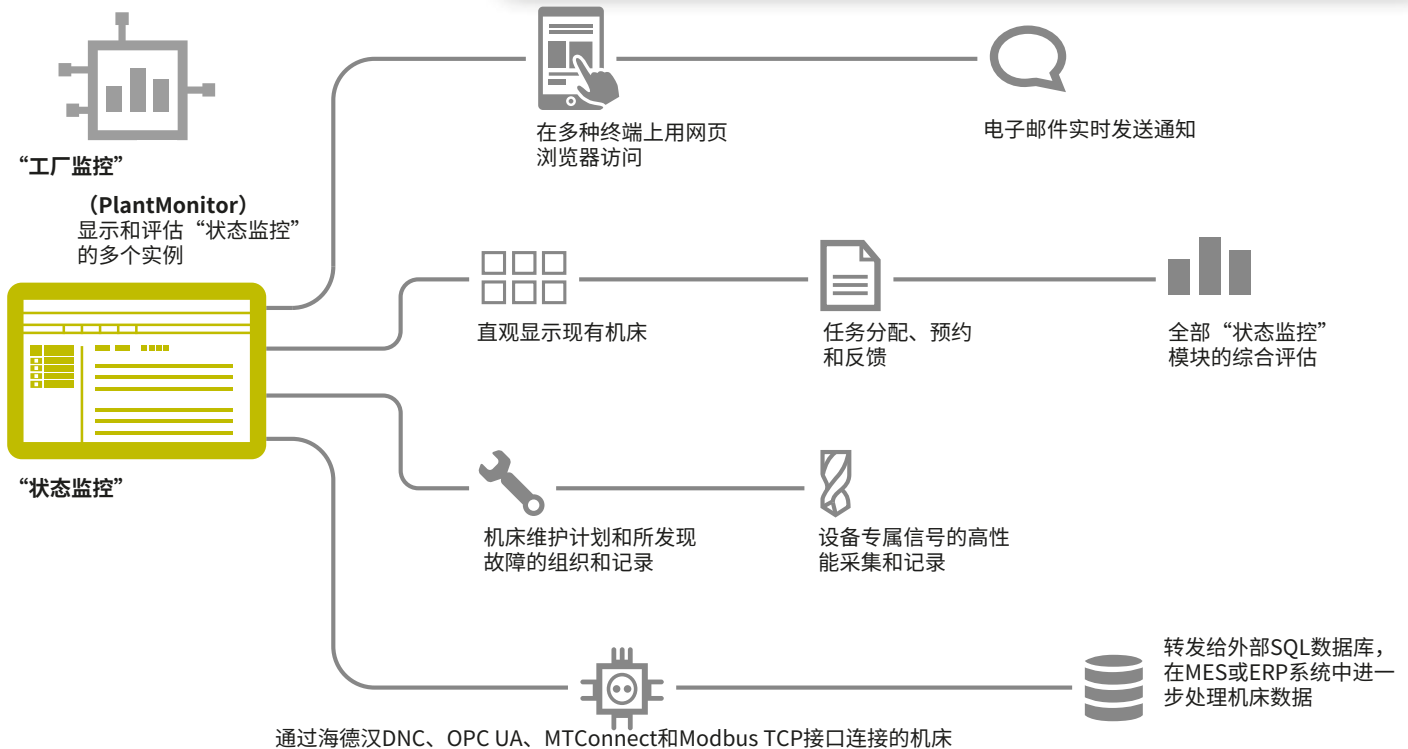 “工厂监控”
（PlantMonitor）
显示和评估“状态监控”
的多个实例
“状态监控”
在多种终端上用网页
浏览器访问
电子邮件实时发送通知
直观显示现有机床
任务分配、预约
和反馈
全部“状态监控”
模块的综合评估
机床维护计划和所发现
故障的组织和记录
设备专属信号的高性
能采集和记录
通过海德汉DNC、OPC UA、MTConnect和Modbus TCP接口连接的机床
转发给外部SQL数据库，
在MES或ERP系统中进一
步处理机床数据